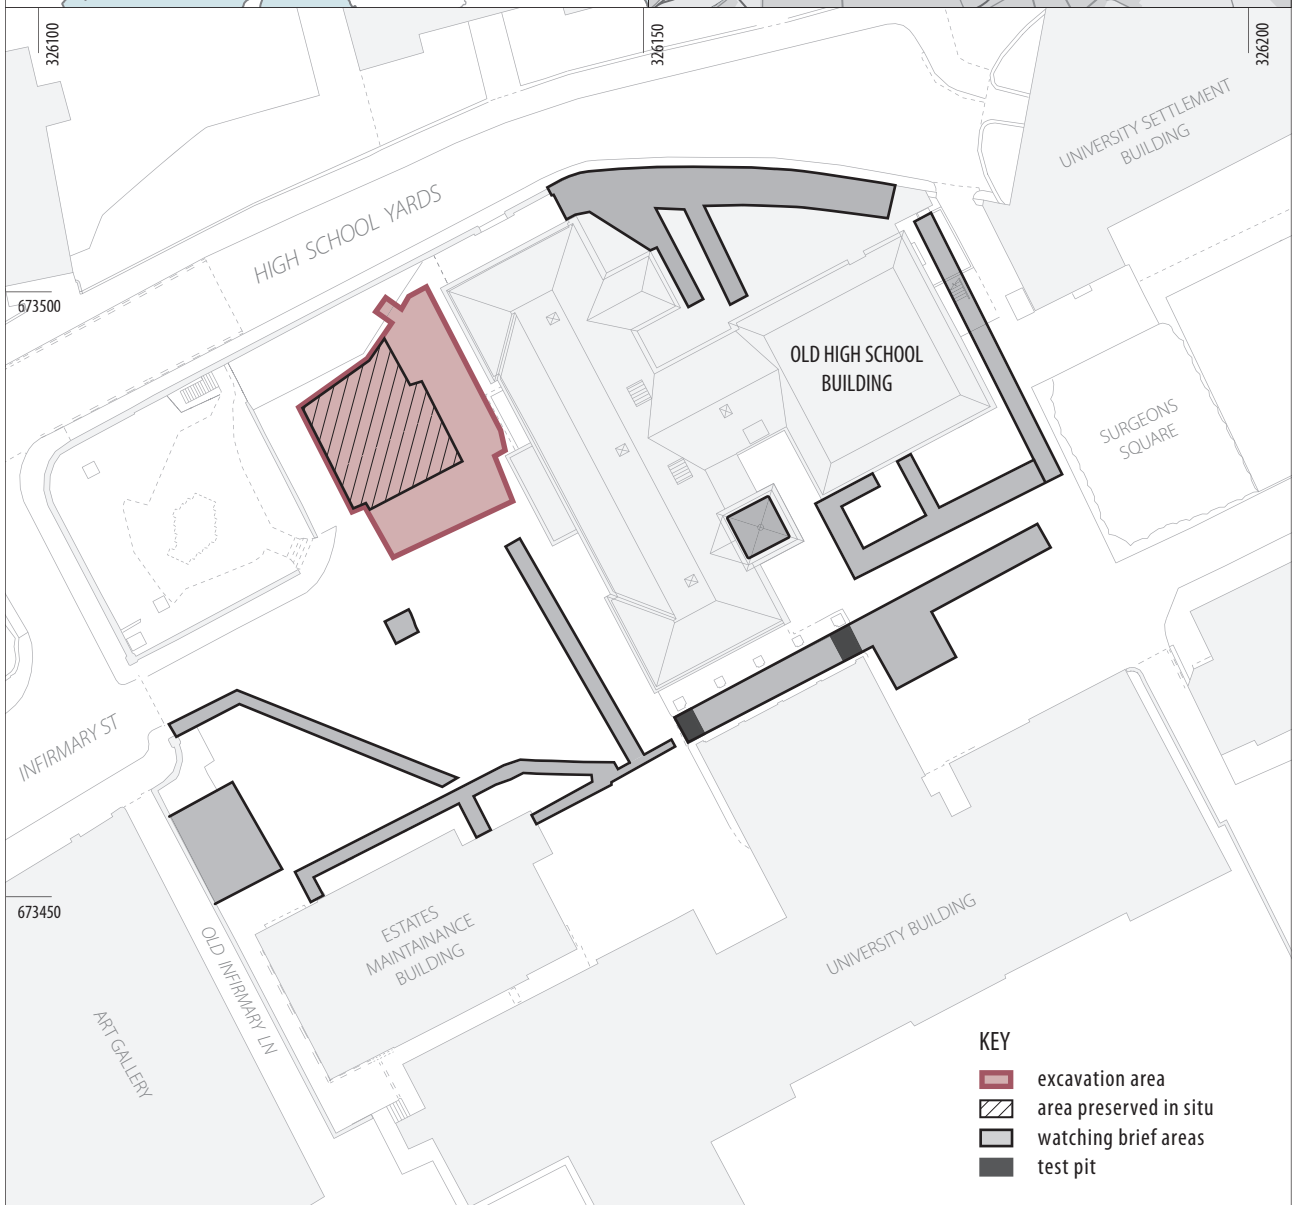 326100
326150
326200
UNIVERSITY SETTLEMENT
BUILDING
HIGH SCHOOL YARDS
673500
OLD HIGH SCHOOL
BUILDING
SURGEONS
SQUARE
INFIRMARY ST
673450
ESTATES
MAINTAINANCE
BUILDING
UNIVERSITY BUILDING
OLD INFIRMARY LN
ART GALLERY
KEY
excavation area
area preserved in situ
watching brief areas
test pit